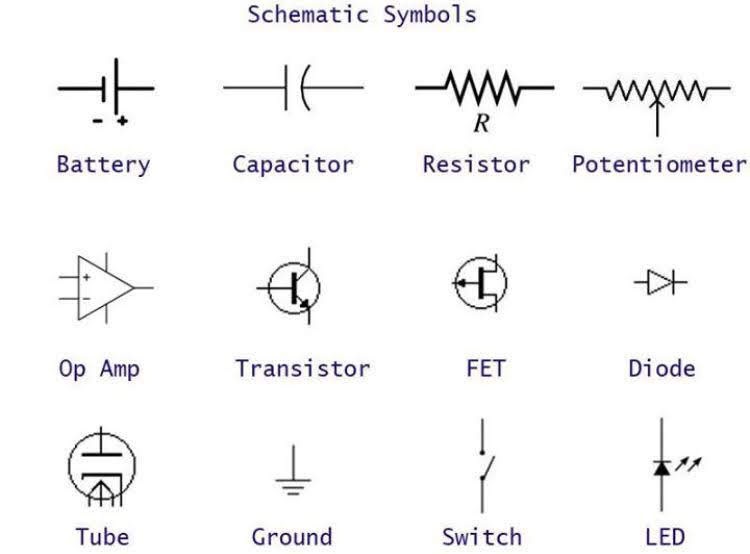 Schematic Symbols
- +
R
Battery Capacitor Resistor Potentiometer
+
-
Op Amp Transistor FET Diode
Tube Ground Switch LED